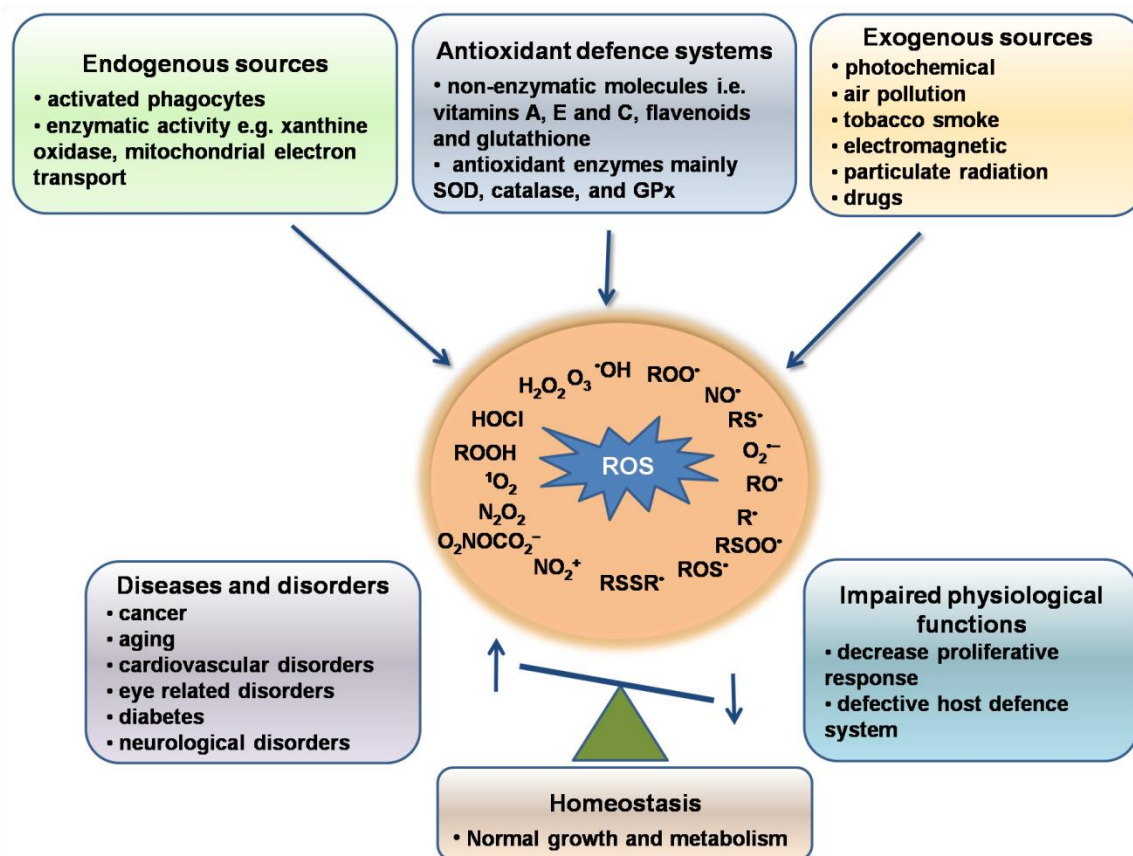 Endogenous sources
• activated phagocytes
• enzymatic activity e.g. xanthine
oxidase, mitochondrial electron
transport
Antioxidant defence systems
• non-enzymatic molecules i.e.
vitamins A, E and C, flavenoids
and glutathione
• antioxidant enzymes mainly
SOD, catalase, and GPx
Exogenous sources
• photochemical
• air pollution
• tobacco smoke
• electromagnetic
• particulate radiation
• drugs
H₂O₂
O₃
•OH
ROO•
NO•
RS•
O₂•−
RO•
R•
RSOO•
ROS•
RSSR•
NO₂⁺
O₂NOCO₂⁻
N₂O₂
¹O₂
ROOH
HOCl
ROS
Diseases and disorders
• cancer
• aging
• cardiovascular disorders
• eye related disorders
• diabetes
• neurological disorders
Impaired physiological
functions
• decrease proliferative
response
• defective host defence
system
Homeostasis
• Normal growth and metabolism